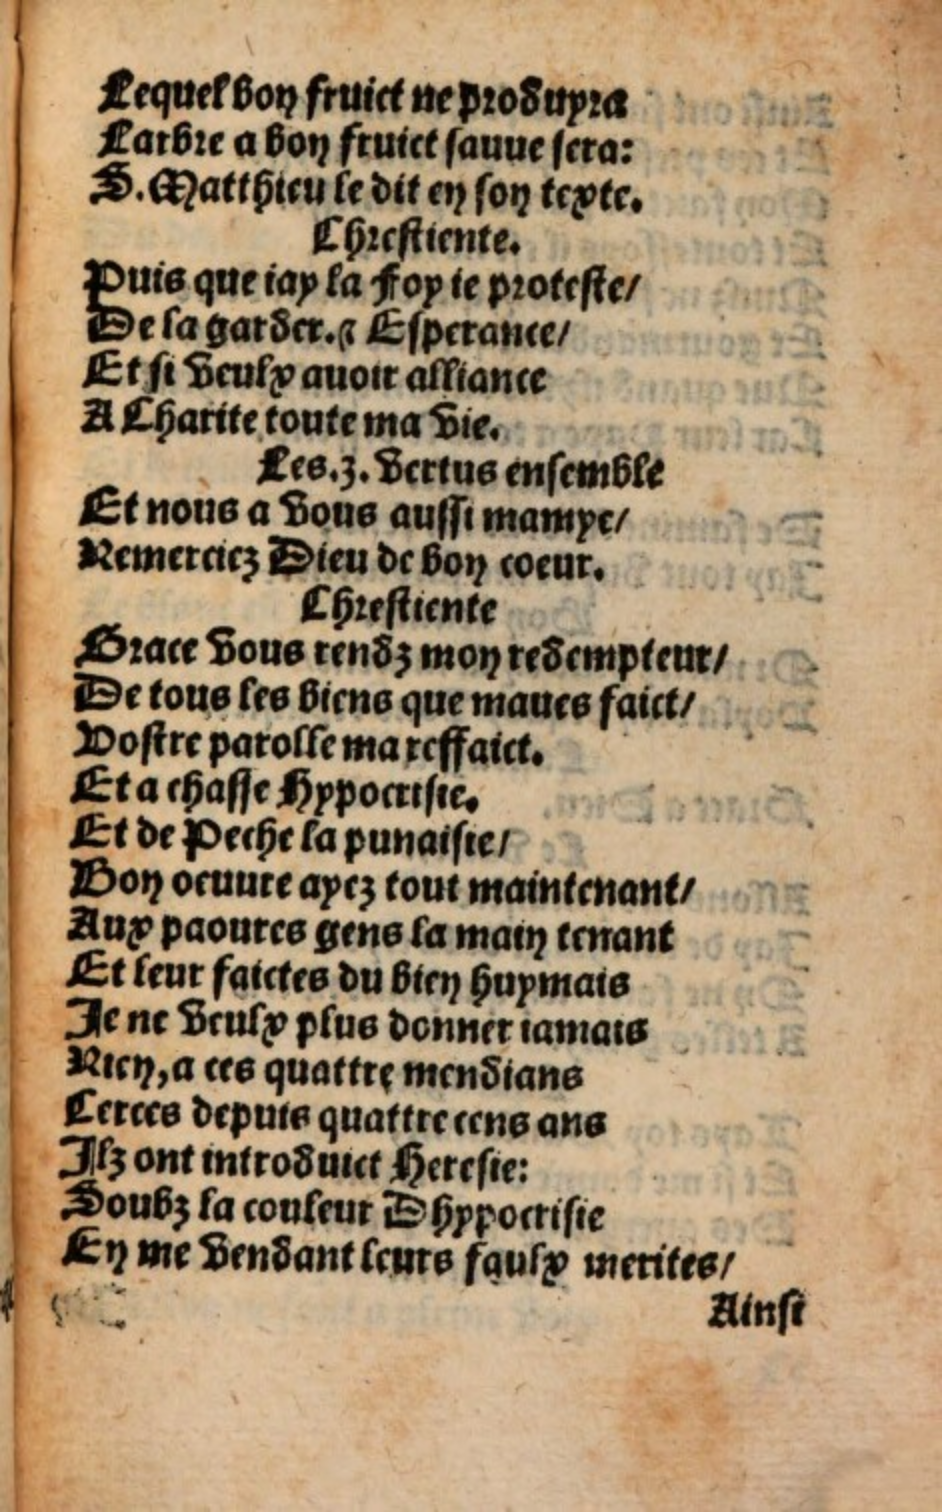 Lequel bon fruict ne produyra
Larbre a bon fruict sauue sera:
S. Matthieu le dit en son texte.
Chrestiente.
Puis que iay la Foy ie proteste/
De la garder. & Esperance/
Et si veulx auoir alliance
A Charite toute ma vie.
Les .3. vertus ensemble
Et nous a vous aussi mamye/
Remerciez Dieu de bon coeur.
Chrestiente
Grace vous rendz mon redempteur/
De tous les biens que maues faict/
Vostre parolle ma reffaict.
Et a chasse Hypocrisie.
Et de Peche la punaisie/
Bon oeuure ayez tout maintenant/
Aux paoures gens la main tenant
Et leur faictes du bien huymais
Je ne veulx plus donner iamais
Rien, a ces quattre mendians
Cerces depuis quattre cens ans
Jlz ont introduict Heresie:
Soubz la couleur Dhypocrisie
En me vendant leurs faulx merites/
Ainsi